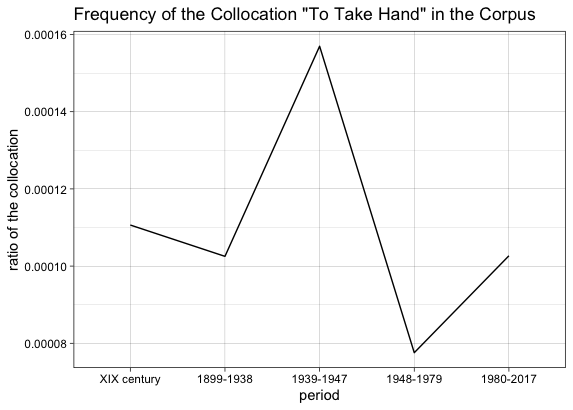 Frequency of the Collocation "To Take Hand" in the Corpus
0.00016
0.00014
0.00012
0.00010
0.00008
ratio of the collocation
XIX century 1899-1938 1939-1947 1948-1979 1980-2017
period